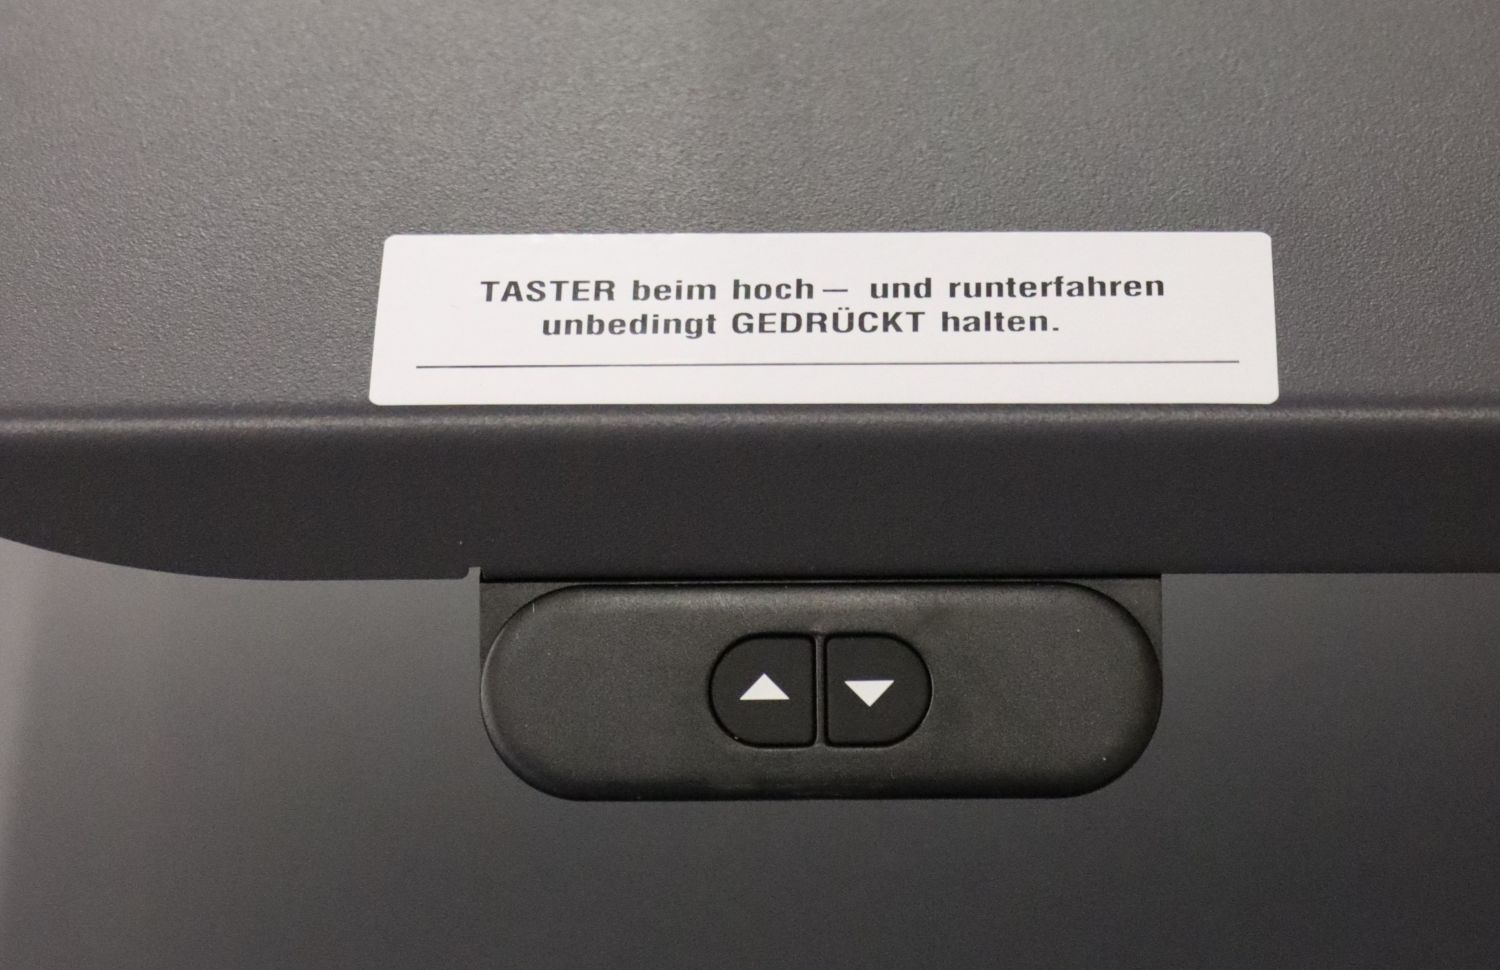 TASTER beim hoch— und runterfahren
unbedingt GEDRÜCKT halten.